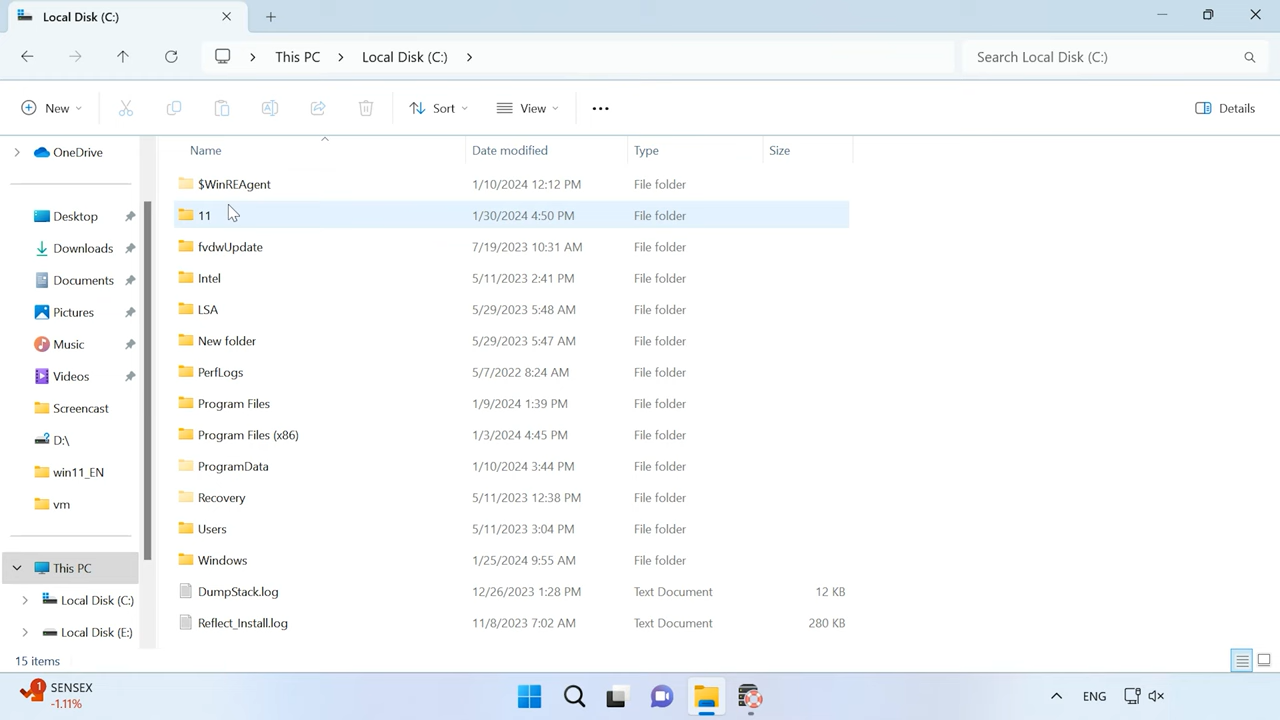 Local Disk (C:)
This PC
Local Disk (C:)
Search Local Disk (C:)
New
Sort
View
Details
OneDrive
Desktop
Downloads
Documents
Pictures
Music
Videos
Screencast
D:\
win11_EN
vm
This PC
Local Disk (C:)
Local Disk (E:)
Name Date modified Type Size
$WinREAgent 1/10/2024 12:12 PM File folder
11 1/30/2024 4:50 PM File folder
fvdwUpdate 7/19/2023 10:31 AM File folder
Intel 5/11/2023 2:41 PM File folder
LSA 5/29/2023 5:48 AM File folder
New folder 5/29/2023 5:47 AM File folder
PerfLogs 5/7/2022 8:24 AM File folder
Program Files 1/9/2024 1:39 PM File folder
Program Files (x86) 1/3/2024 4:45 PM File folder
ProgramData 1/10/2024 3:44 PM File folder
Recovery 5/11/2023 12:38 PM File folder
Users 5/11/2023 3:04 PM File folder
Windows 1/25/2024 9:55 AM File folder
DumpStack.log 12/26/2023 1:28 PM Text Document 12 KB
Reflect_Install.log 11/8/2023 7:02 AM Text Document 280 KB
15 items
1
SENSEX
-1.11%
ENG